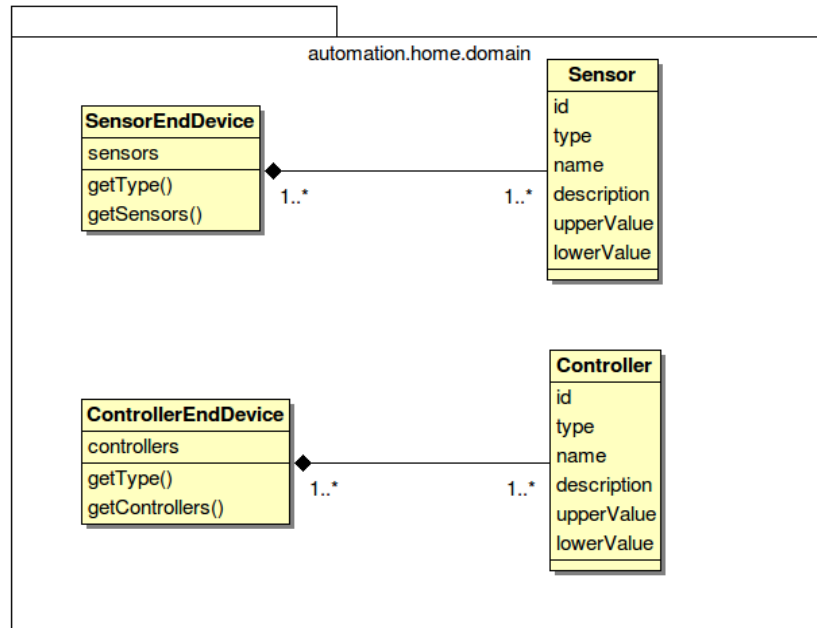 automation.home.domain
SensorEndDevice
sensors
getType()
getSensors()
1..*
1..*
Sensor
id
type
name
description
upperValue
lowerValue
ControllerEndDevice
controllers
getType()
getControllers()
1..*
1..*
Controller
id
type
name
description
upperValue
lowerValue